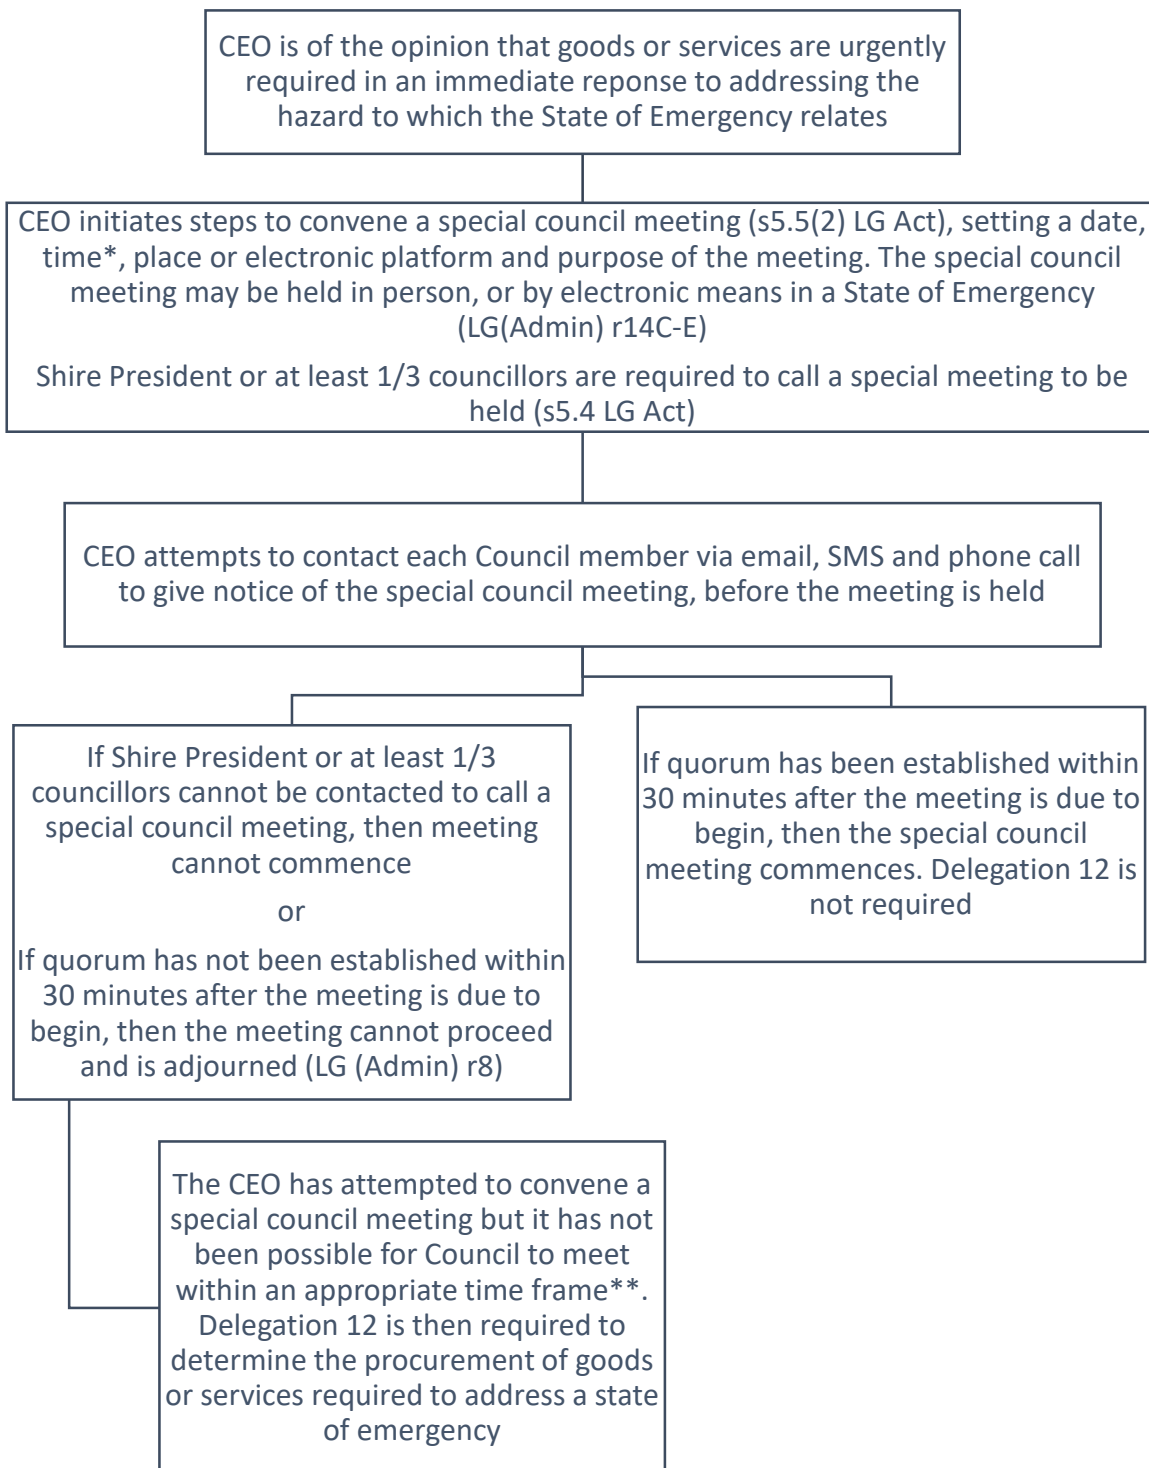 CEO is of the opinion that goods or services are urgently
required in an immediate reponse to addressing the
hazard to which the State of Emergency relates
CEO initiates steps to convene a special council meeting (s5.5(2) LG Act), setting a date,
time*, place or electronic platform and purpose of the meeting. The special council
meeting may be held in person, or by electronic means in a State of Emergency
(LG(Admin) r14C-E)
Shire President or at least 1/3 councillors are required to call a special meeting to be
held (s5.4 LG Act)
CEO attempts to contact each Council member via email, SMS and phone call
to give notice of the special council meeting, before the meeting is held
If Shire President or at least 1/3
councillors cannot be contacted to call a
special council meeting, then meeting
cannot commence
or
If quorum has not been established within
30 minutes after the meeting is due to
begin, then the meeting cannot proceed
and is adjourned (LG (Admin) r8)
If quorum has been established within
30 minutes after the meeting is due to
begin, then the special council
meeting commences. Delegation 12 is
not required
The CEO has attempted to convene a
special council meeting but it has not
been possible for Council to meet
within an appropriate time frame**.
Delegation 12 is then required to
determine the procurement of goods
or services required to address a state
of emergency